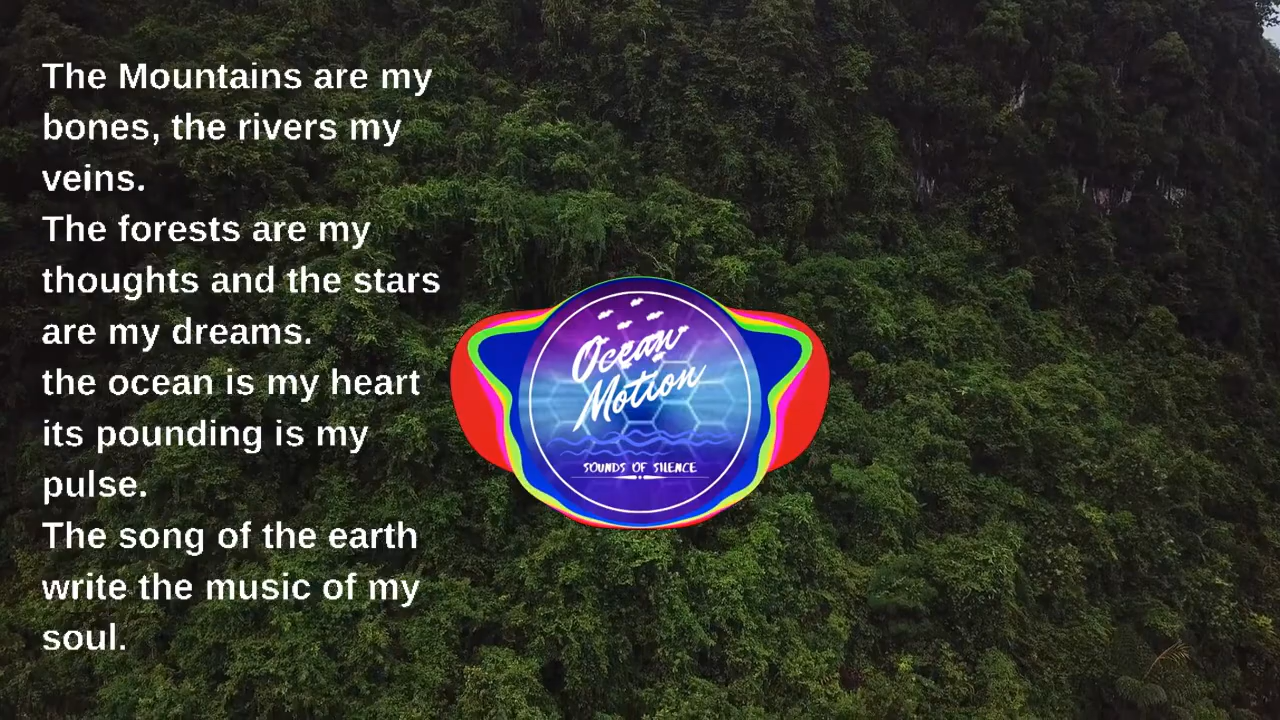 The Mountains are my
bones, the rivers my
veins.
The forests are my
thoughts and the stars
are my dreams.
the ocean is my heart
its pounding is my
pulse.
The song of the earth
write the music of my
soul.
Ocean
Motion
SOUNDS OF SILENCE